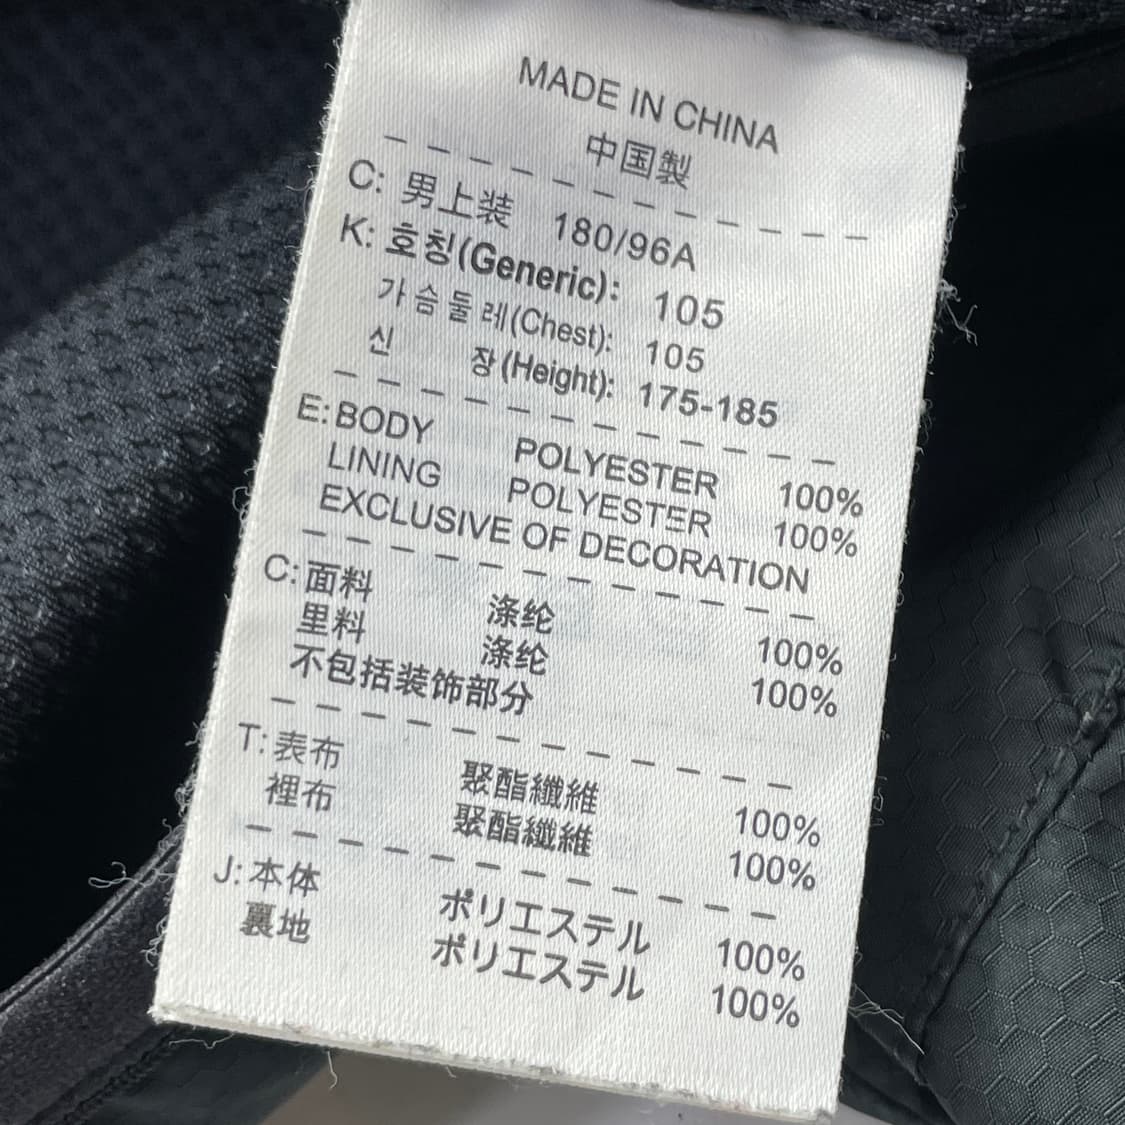 MADE IN CHINA
中国製
C: 男上装 180/96A
K: 호칭(Generic): 105
가슴둘레(Chest): 105
신 장(Height): 175-185
E: BODY POLYESTER 100%
LINING POLYESTER 100%
EXCLUSIVE OF DECORATION
C: 面料 涤纶 100%
里料 涤纶 100%
不包括装饰部分
T: 表布 聚酯纖維 100%
裡布 聚酯纖維 100%
J: 本体 ポリエステル 100%
裏地 ポリエステル 100%